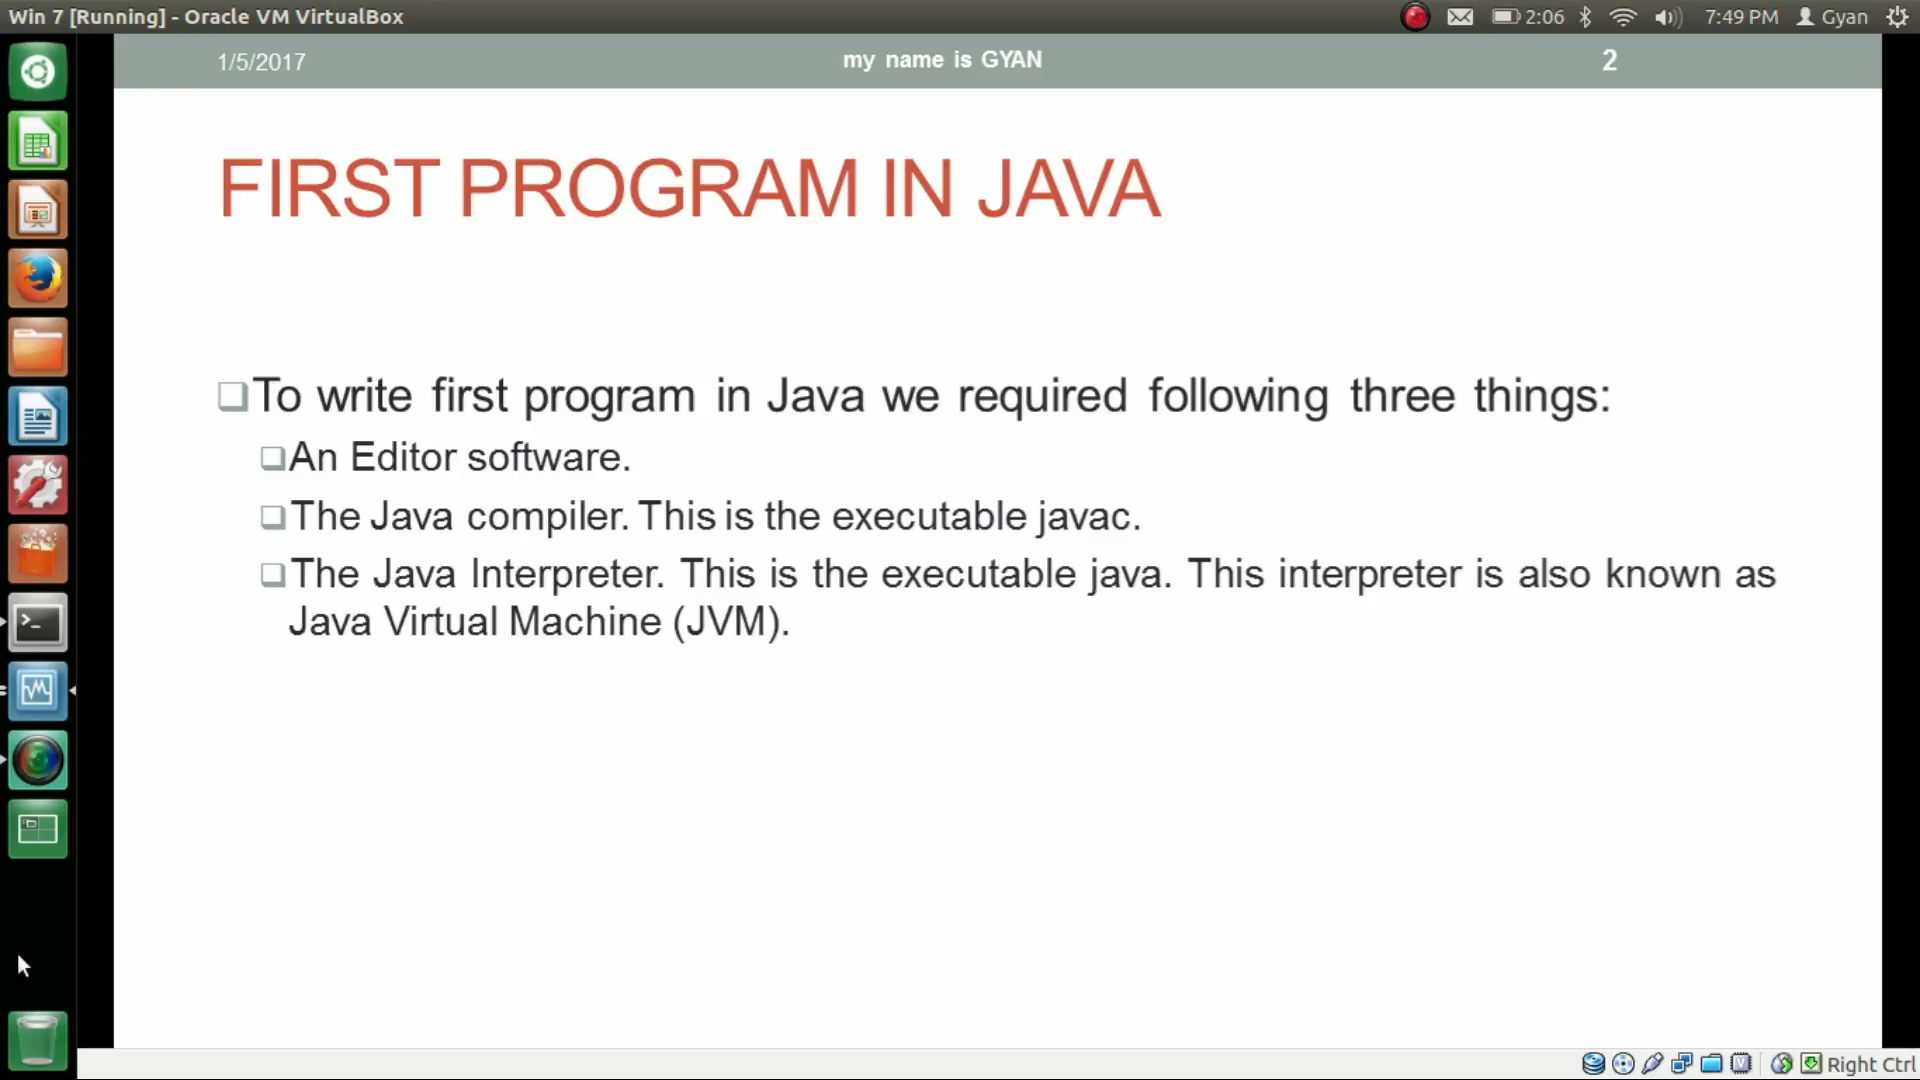 Win 7 [Running] - Oracle VM VirtualBox
2:06
7:49 PM
Gyan
1/5/2017
my name is GYAN
2
FIRST PROGRAM IN JAVA
To write first program in Java we required following three things:
An Editor software.
The Java compiler. This is the executable javac.
The Java Interpreter. This is the executable java. This interpreter is also known as
Java Virtual Machine (JVM).
Right Ctrl